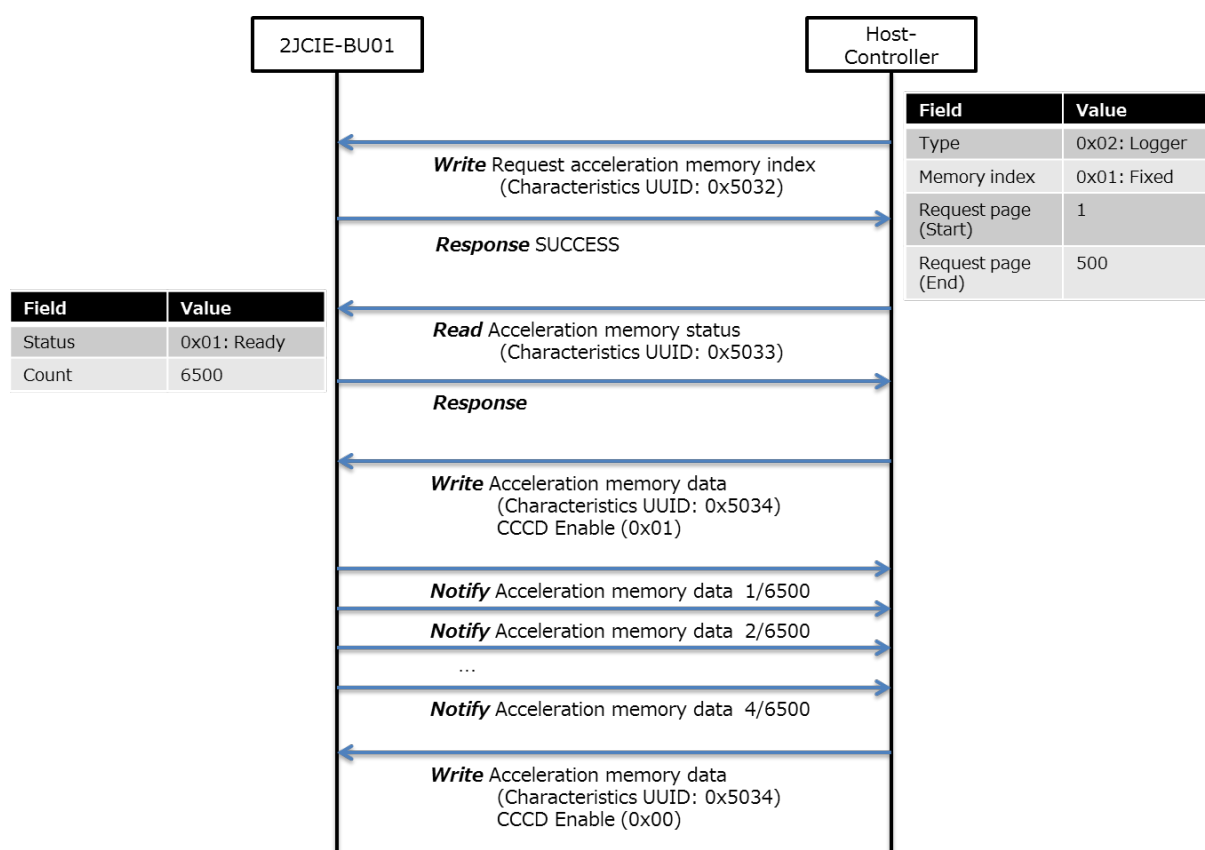 2JCIE-BU01
Host-
Controller
Field Value
Type 0x02: Logger
Memory index 0x01: Fixed
Request page
(Start) 1
Request page
(End) 500
Write Request acceleration memory index
(Characteristics UUID: 0x5032)
Response SUCCESS
Field Value
Status 0x01: Ready
Count 6500
Read Acceleration memory status
(Characteristics UUID: 0x5033)
Response
Write Acceleration memory data
(Characteristics UUID: 0x5034)
CCCD Enable (0x01)
Notify Acceleration memory data 1/6500
Notify Acceleration memory data 2/6500
...
Notify Acceleration memory data 4/6500
Write Acceleration memory data
(Characteristics UUID: 0x5034)
CCCD Enable (0x00)